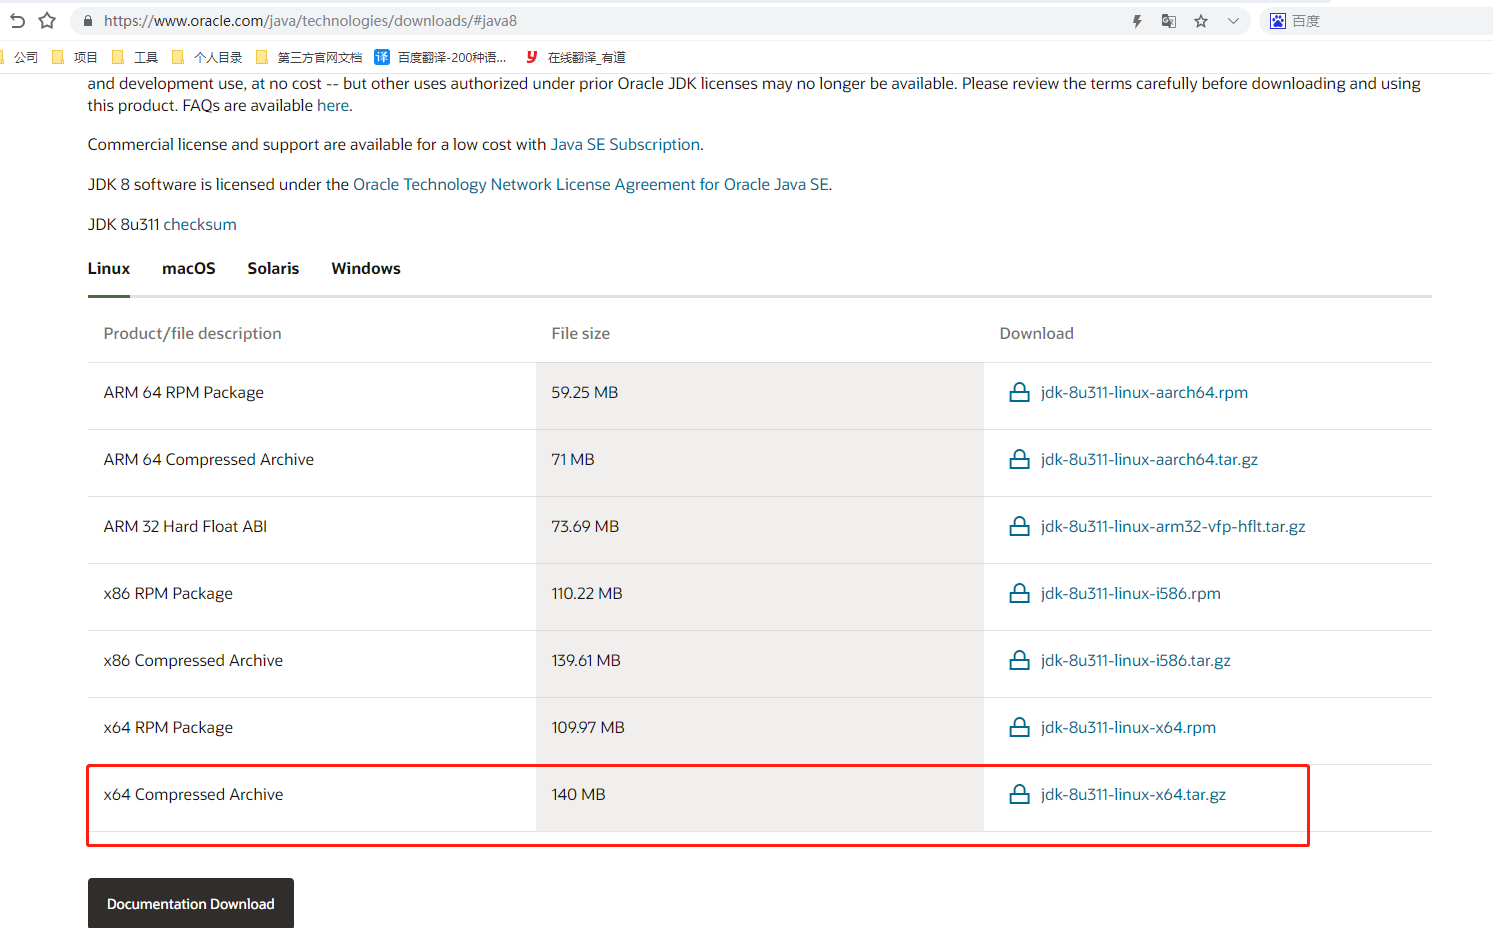 https://www.oracle.com/java/technologies/downloads/#java8
百度
公司 项目 工具 个人目录 第三方官网文档 译 百度翻译-200种语... y 在线翻译_有道
and development use, at no cost -- but other uses authorized under prior Oracle JDK licenses may no longer be available. Please review the terms carefully before downloading and using
this product. FAQs are available here.
Commercial license and support are available for a low cost with Java SE Subscription.
JDK 8 software is licensed under the Oracle Technology Network License Agreement for Oracle Java SE.
JDK 8u311 checksum
Linux macOS Solaris Windows
Product/file description File size Download
ARM 64 RPM Package 59.25 MB jdk-8u311-linux-aarch64.rpm
ARM 64 Compressed Archive 71 MB jdk-8u311-linux-aarch64.tar.gz
ARM 32 Hard Float ABI 73.69 MB jdk-8u311-linux-arm32-vfp-hflt.tar.gz
x86 RPM Package 110.22 MB jdk-8u311-linux-i586.rpm
x86 Compressed Archive 139.61 MB jdk-8u311-linux-i586.tar.gz
x64 RPM Package 109.97 MB jdk-8u311-linux-x64.rpm
x64 Compressed Archive 140 MB jdk-8u311-linux-x64.tar.gz
Documentation Download